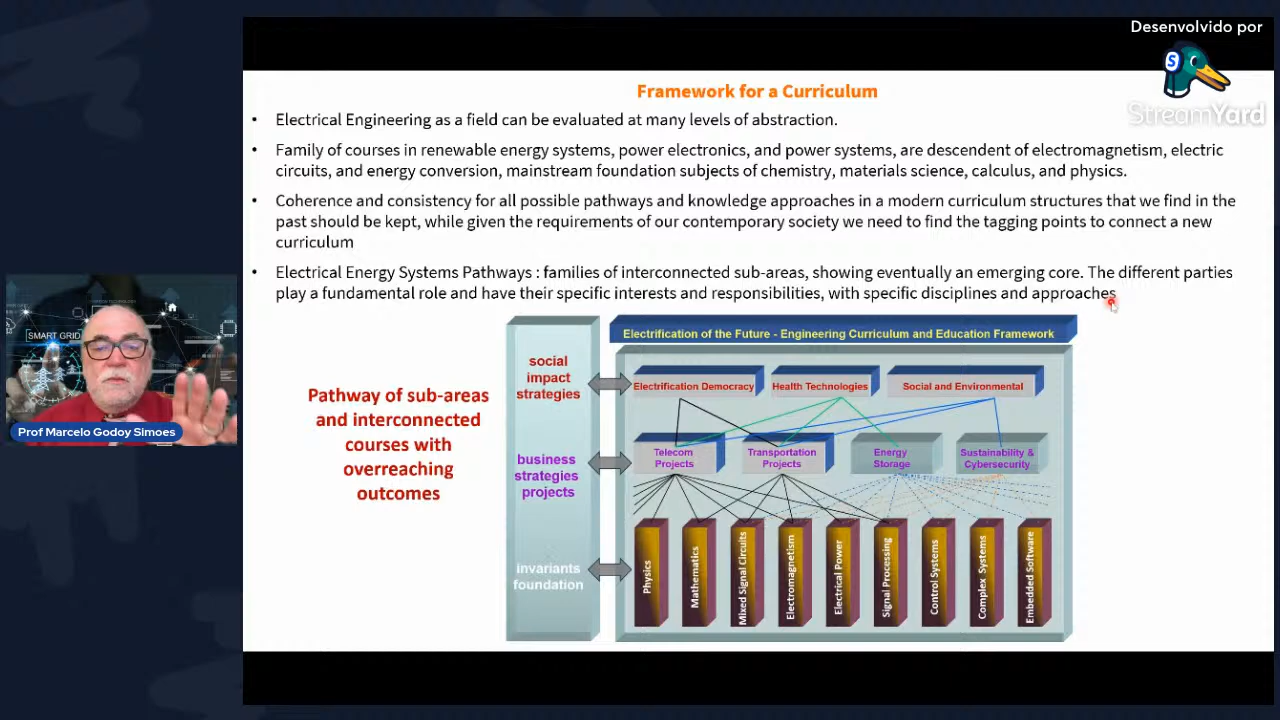 Desenvolvido por
StreamYard
Framework for a Curriculum
• Electrical Engineering as a field can be evaluated at many levels of abstraction.
• Family of courses in renewable energy systems, power electronics, and power systems, are descendent of electromagnetism, electric
circuits, and energy conversion, mainstream foundation subjects of chemistry, materials science, calculus, and physics.
• Coherence and consistency for all possible pathways and knowledge approaches in a modern curriculum structures that we find in the
past should be kept, while given the requirements of our contemporary society we need to find the tagging points to connect a new
curriculum
• Electrical Energy Systems Pathways : families of interconnected sub-areas, showing eventually an emerging core. The different parties
play a fundamental role and have their specific interests and responsibilities, with specific disciplines and approaches
SMART GRID
Prof Marcelo Godoy Simoes
Pathway of sub-areas
and interconnected
courses with
overreaching
outcomes
social
impact
strategies
business
strategies
projects
invariants
foundation
Electrification of the Future - Engineering Curriculum and Education Framework
Electrification Democracy
Health Technologies
Social and Environmental
Telecom
Projects
Transportation
Projects
Energy
Storage
Sustainability &
Cybersecurity
Physics
Mathematics
Mixed Signal Circuits
Electromagnetism
Electrical Power
Signal Processing
Control Systems
Complex Systems
Embedded Software